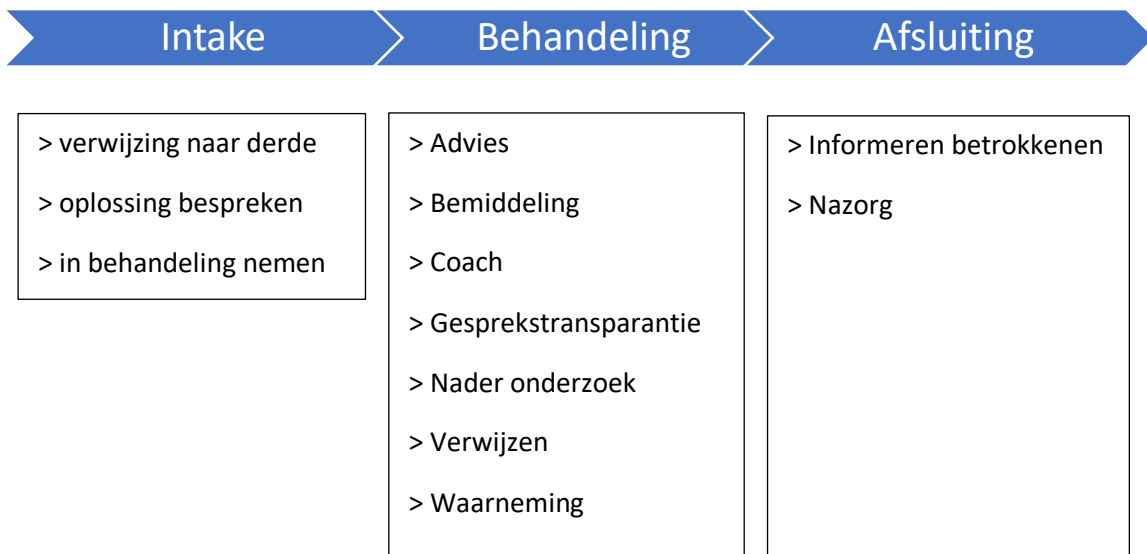 Intake
Behandeling
Afsluiting
> verwijzing naar derde
> oplossing bespreken
> in behandeling nemen
> Advies
> Bemiddeling
> Coach
> Gesprekstransparantie
> Nader onderzoek
> Verwijzen
> Waarneming
> Informeren betrokkenen
> Nazorg